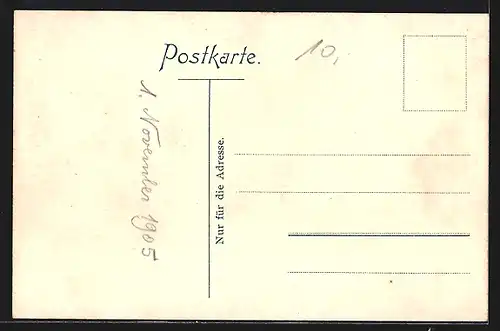 Postkarte.
10,
1. November 1905
Nur für die Adresse.